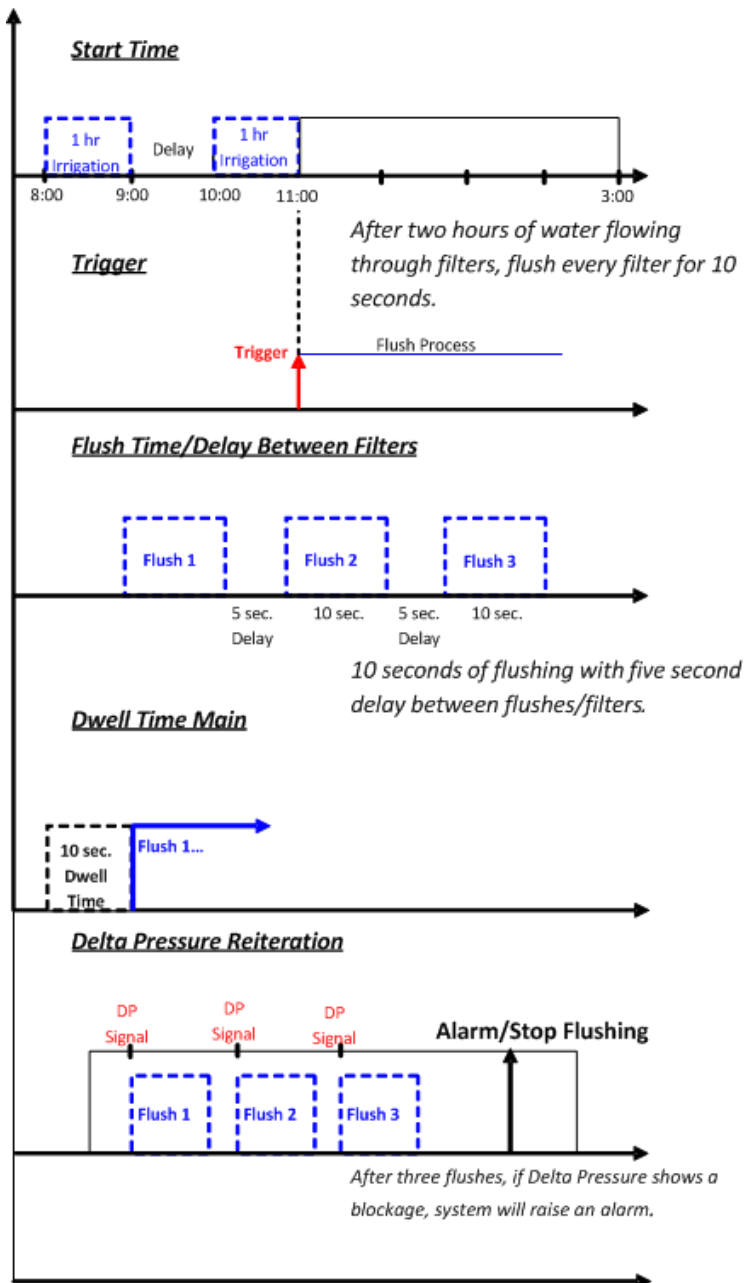 Start Time
1 hr
Irrigation
Delay
1 hr
Irrigation
8:00
9:00
10:00
11:00
3:00
After two hours of water flowing
through filters, flush every filter for 10
seconds.
Trigger
Trigger
Flush Process
Flush Time/Delay Between Filters
Flush 1
Flush 2
Flush 3
5 sec.
Delay
10 sec.
5 sec.
Delay
10 sec.
10 seconds of flushing with five second
delay between flushes/filters.
Dwell Time Main
10 sec.
Dwell
Time
Flush 1...
Delta Pressure Reiteration
DP
Signal
DP
Signal
DP
Signal
Alarm/Stop Flushing
Flush 1
Flush 2
Flush 3
After three flushes, if Delta Pressure shows a
blockage, system will raise an alarm.